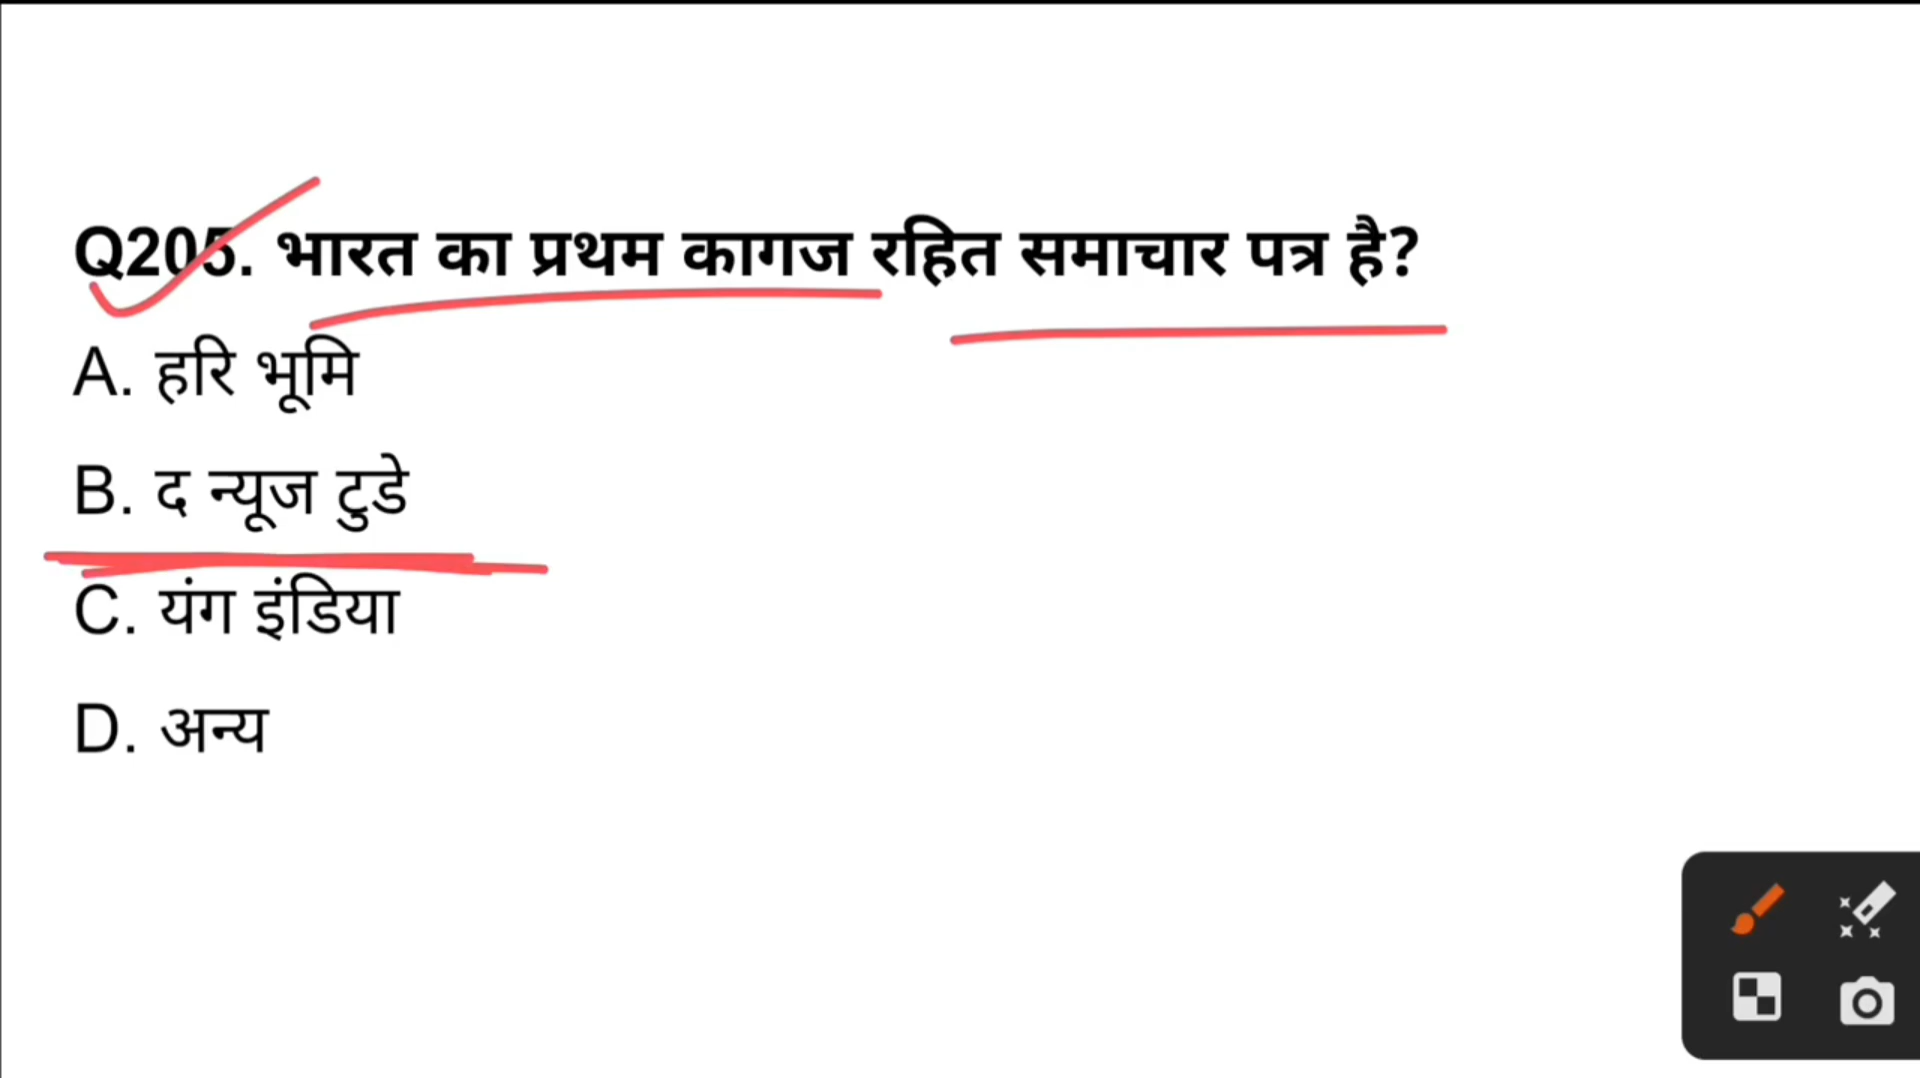 Q205. भारत का प्रथम कागज रहित समाचार पत्र है?
A. हरि भूमि
B. द न्यूज टुडे
C. यंग इंडिया
D. अन्य